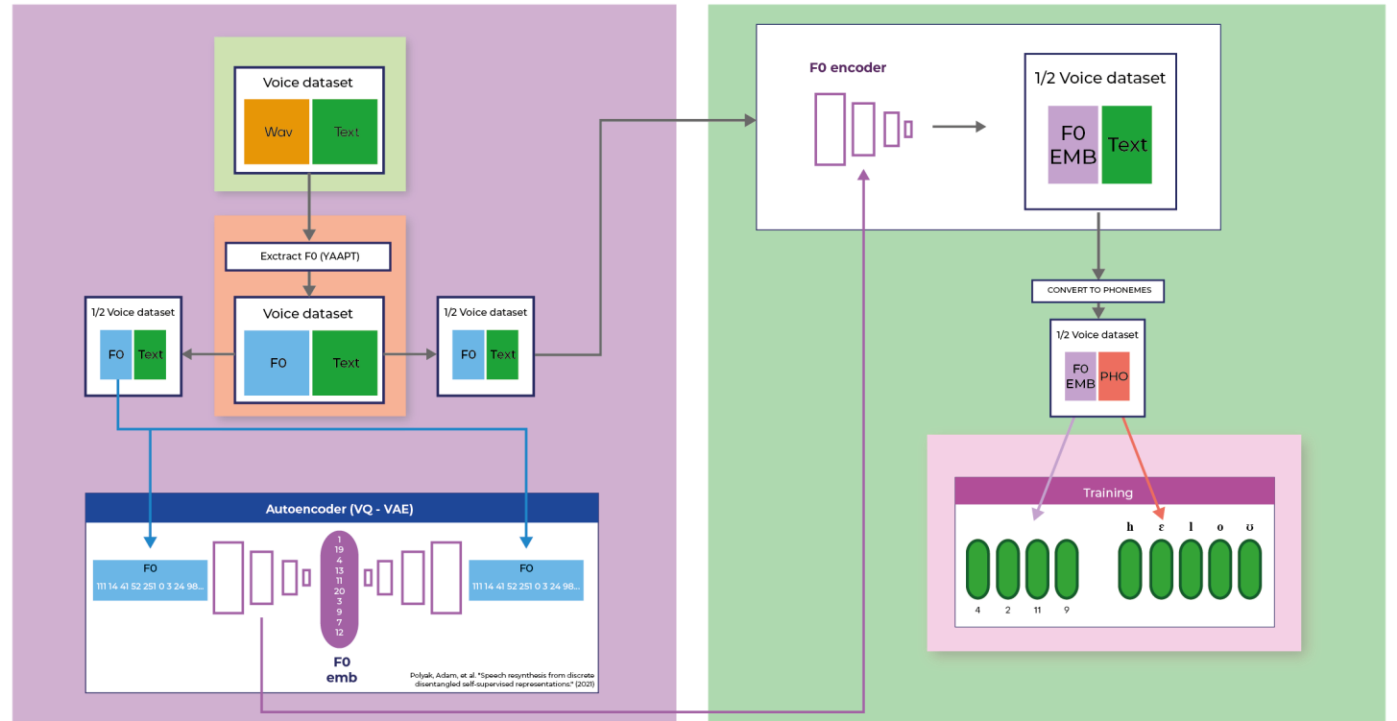 Voice dataset
Wav
Text
Exctract F0 (YAAPT)
1/2 Voice dataset
F0
Text
Voice dataset
F0
Text
1/2 Voice dataset
F0
Text
Autoencoder (VQ - VAE)
F0
111 14 41 52 251 0 3 24 98...
1
19
4
13
11
20
3
9
7
12
F0
emb
F0
111 14 41 52 251 0 3 24 98...
Polyak, Adam, et al. "Speech resynthesis from discrete
disentangled self-supervised representations." (2021)
F0 encoder
1/2 Voice dataset
F0
EMB
Text
CONVERT TO PHONEMES
1/2 Voice dataset
F0
EMB
PHO
Training
h ɛ l o ʊ
4 2 11 9